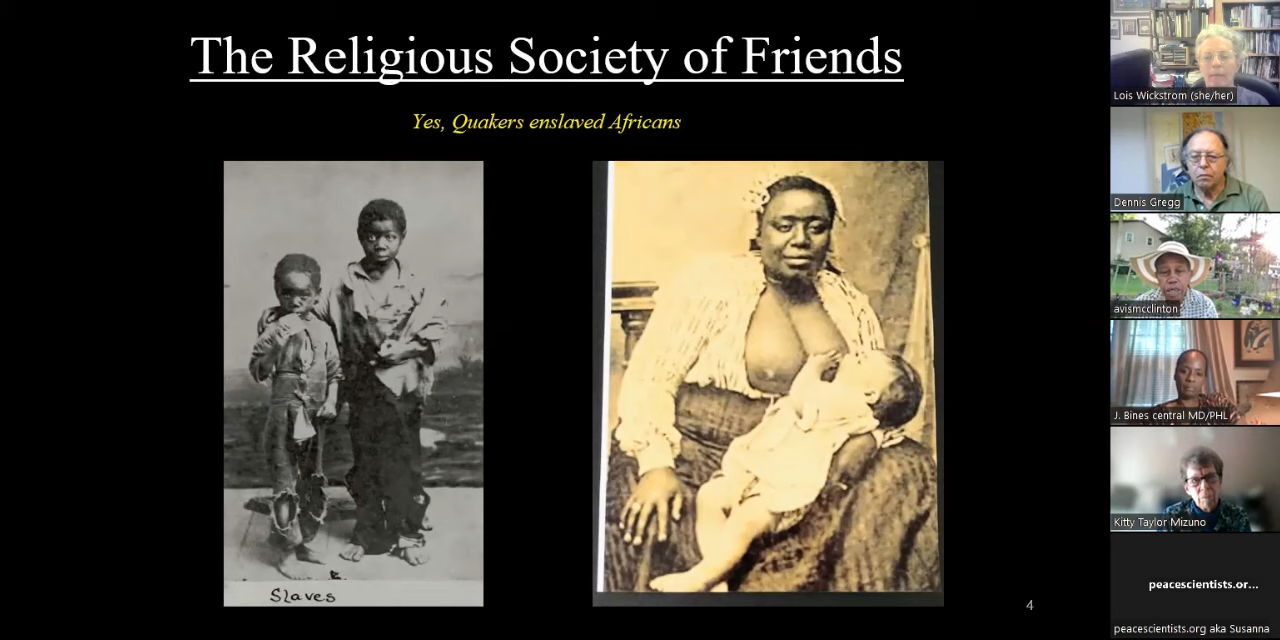 The Religious Society of Friends
Yes, Quakers enslaved Africans
Slaves
4
Lois Wickstrom (she/her)
Dennis Gregg
avismcclinton
J. Bines central MD/PHL
Kitty Taylor Mizuno
peacescientists.or...
peacescientists.org aka Susanna